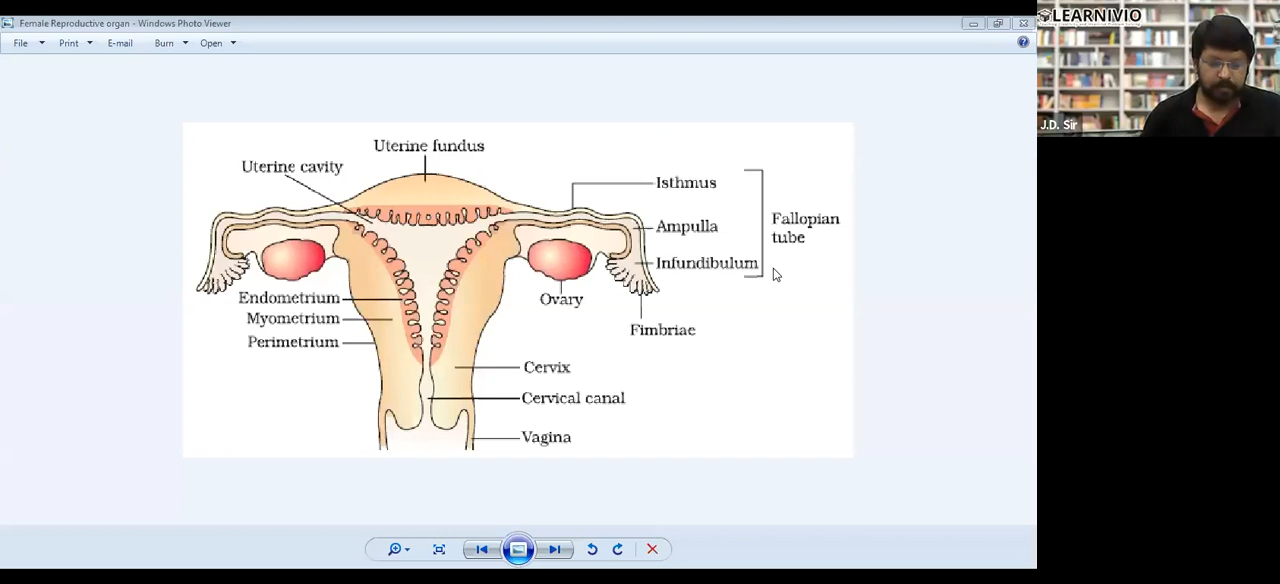 Female Reproductive organ - Windows Photo Viewer
File Print E-mail Burn Open
LEARNIVIO
J.D. Sir
Uterine fundus
Uterine cavity
Isthmus
Ampulla
Fallopian
tube
Infundibulum
Endometrium
Ovary
Myometrium
Fimbriae
Perimetrium
Cervix
Cervical canal
Vagina